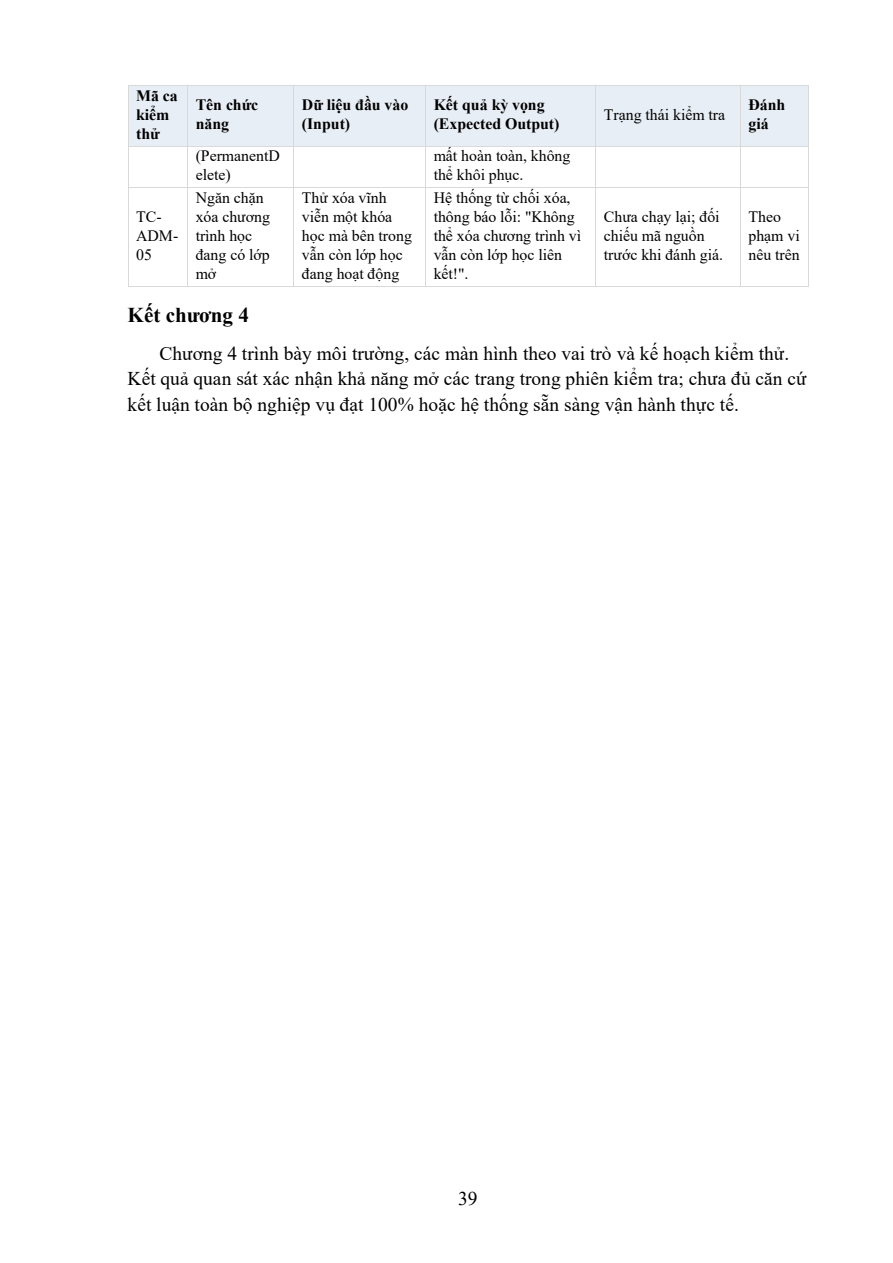 Mã ca
kiểm
thử
Tên chức
năng
Dữ liệu đầu vào
(Input)
Kết quả kỳ vọng
(Expected Output)
Trạng thái kiểm tra
Đánh
giá
(PermanentD
elete)
mất hoàn toàn, không
thể khôi phục.
TC-
ADM-
05
Ngăn chặn
xóa chương
trình học
đang có lớp
mở
Thử xóa vĩnh
viễn một khóa
học mà bên trong
vẫn còn lớp học
đang hoạt động
Hệ thống từ chối xóa,
thông báo lỗi: "Không
thể xóa chương trình vì
vẫn còn lớp học liên
kết!".
Chưa chạy lại; đối
chiếu mã nguồn
trước khi đánh giá.
Theo
phạm vi
nêu trên
Kết chương 4
Chương 4 trình bày môi trường, các màn hình theo vai trò và kế hoạch kiểm thử.
Kết quả quan sát xác nhận khả năng mở các trang trong phiên kiểm tra; chưa đủ căn cứ
kết luận toàn bộ nghiệp vụ đạt 100% hoặc hệ thống sẵn sàng vận hành thực tế.
39